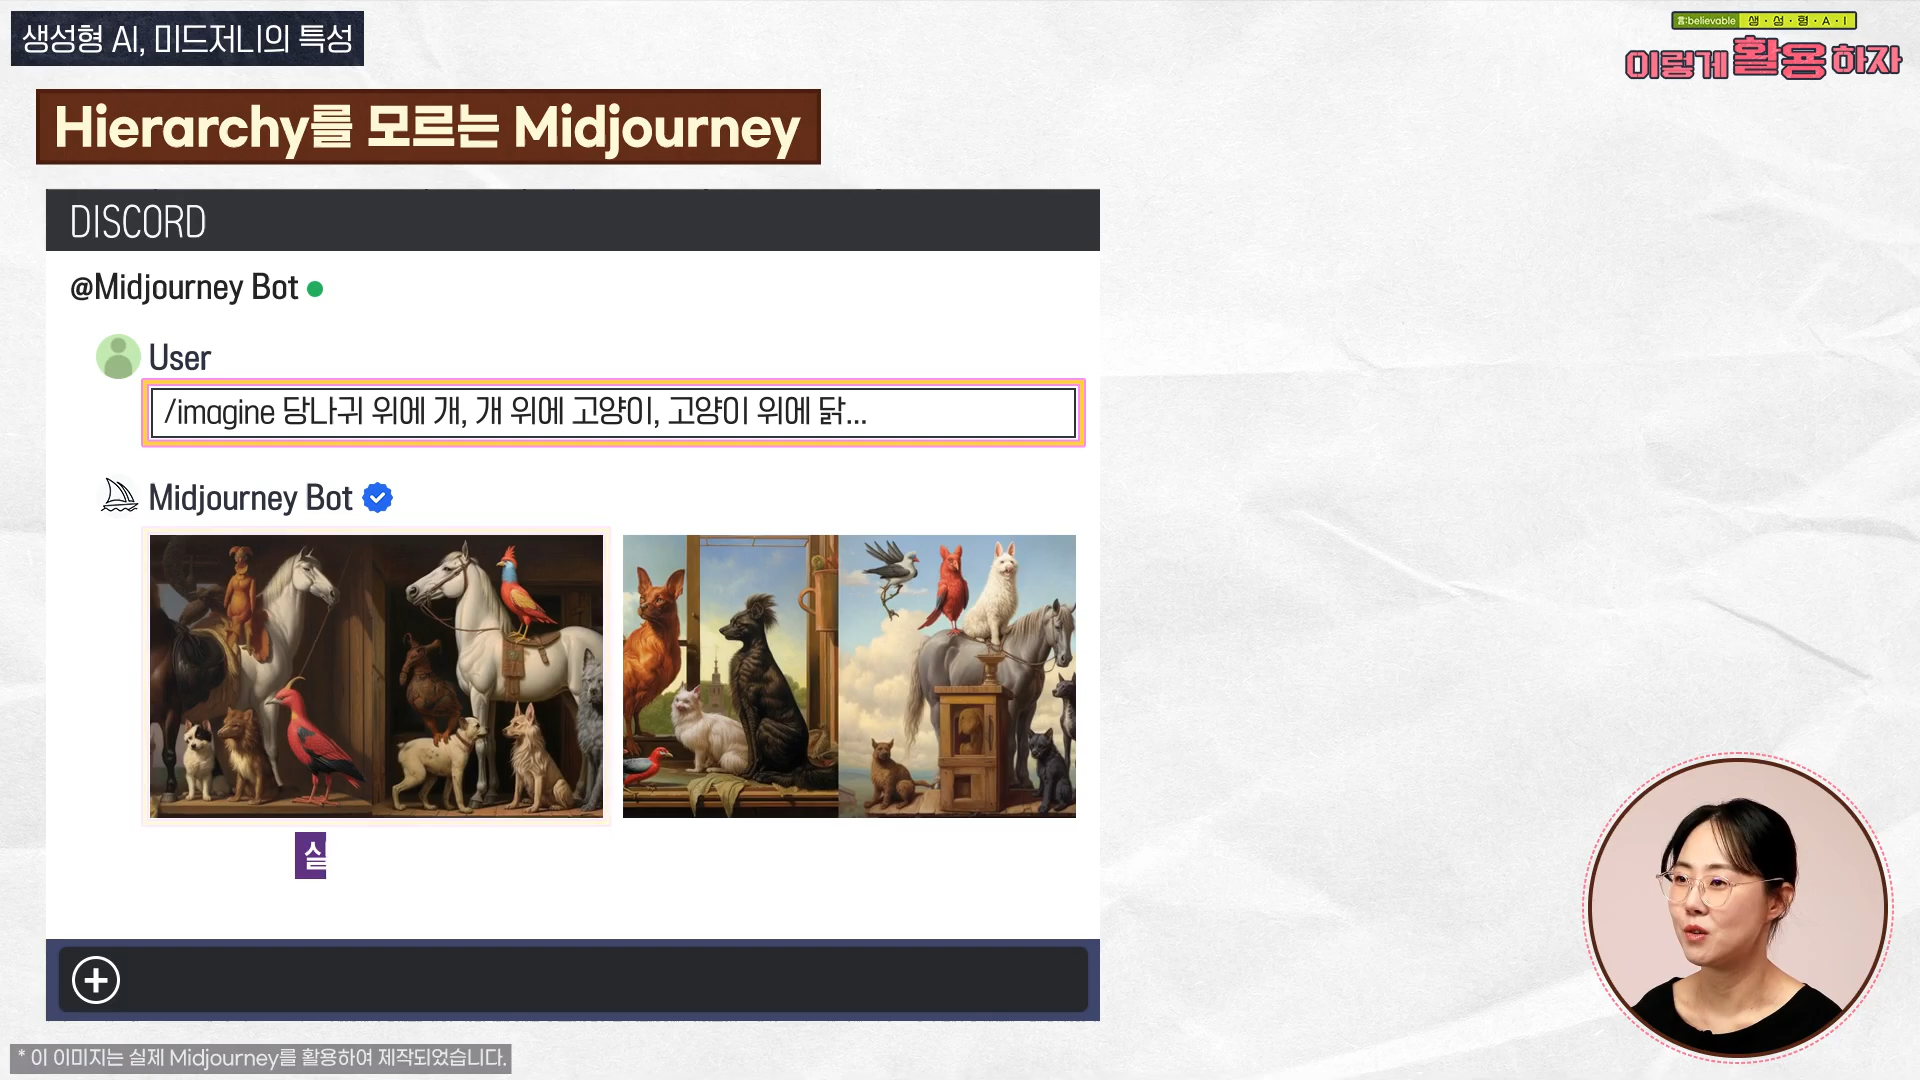 생성형 AI, 미드저니의 특성
言:believable 생·성·형·A·I
이렇게 활용하자
Hierarchy를 모르는 Midjourney
DISCORD
@Midjourney Bot
User
/imagine 당나귀 위에 개, 개 위에 고양이, 고양이 위에 닭...
Midjourney Bot
* 이 이미지는 실제 Midjourney를 활용하여 제작되었습니다.